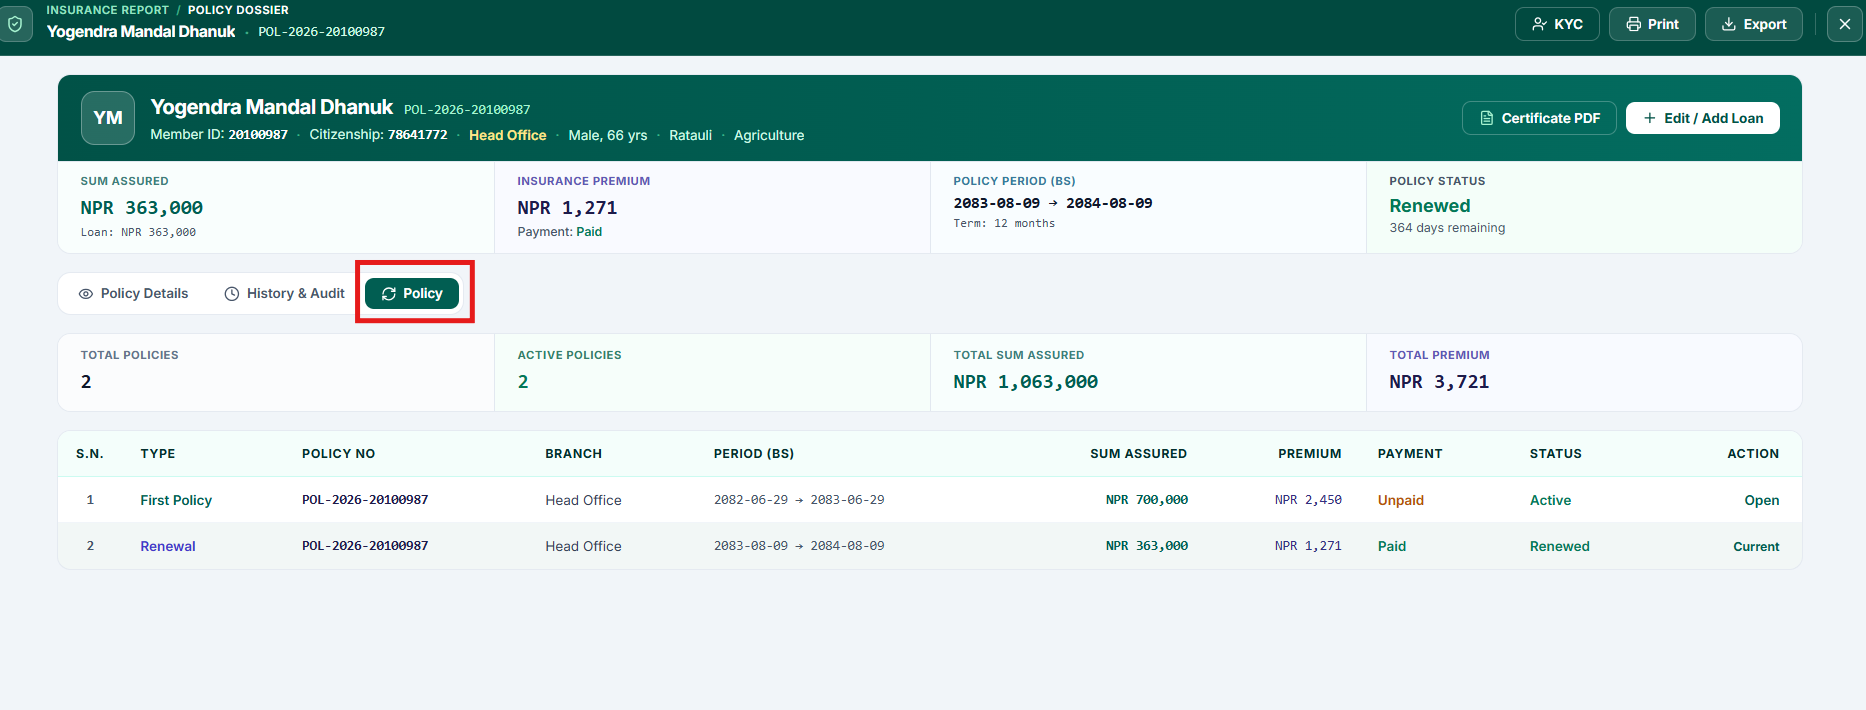 INSURANCE REPORT / POLICY DOSSIER
Yogendra Mandal Dhanuk · POL-2026-20100987
KYC
Print
Export
YM
Yogendra Mandal Dhanuk POL-2026-20100987
Member ID: 20100987 · Citizenship: 78641772 · Head Office · Male, 66 yrs · Ratauli · Agriculture
Certificate PDF
+ Edit / Add Loan
SUM ASSURED
NPR 363,000
Loan: NPR 363,000
INSURANCE PREMIUM
NPR 1,271
Payment: Paid
POLICY PERIOD (BS)
2083-08-09 → 2084-08-09
Term: 12 months
POLICY STATUS
Renewed
364 days remaining
Policy Details
History & Audit
Policy
TOTAL POLICIES
2
ACTIVE POLICIES
2
TOTAL SUM ASSURED
NPR 1,063,000
TOTAL PREMIUM
NPR 3,721
S.N. TYPE POLICY NO BRANCH PERIOD (BS) SUM ASSURED PREMIUM PAYMENT STATUS ACTION
1 First Policy POL-2026-20100987 Head Office 2082-06-29 → 2083-06-29 NPR 700,000 NPR 2,450 Unpaid Active Open
2 Renewal POL-2026-20100987 Head Office 2083-08-09 → 2084-08-09 NPR 363,000 NPR 1,271 Paid Renewed Current